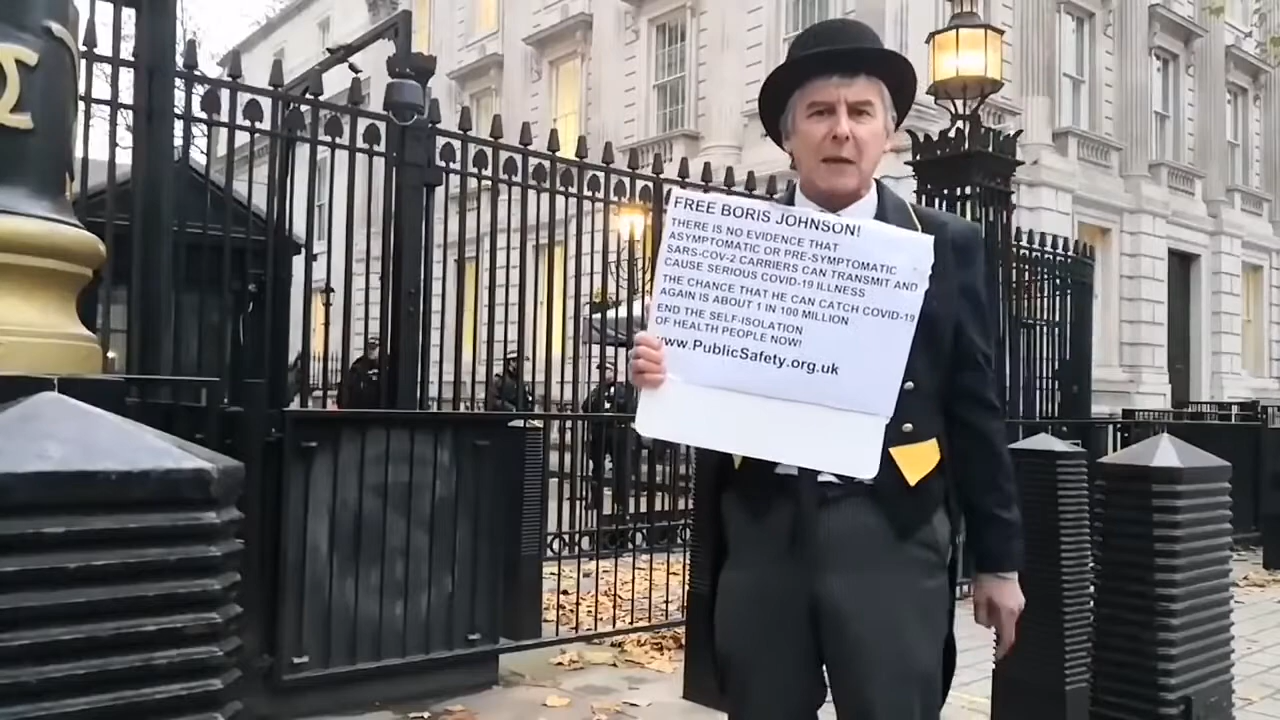 FREE BORIS JOHNSON!
THERE IS NO EVIDENCE THAT
ASYMPTOMATIC OR PRE-SYMPTOMATIC
SARS-COV-2 CARRIERS CAN TRANSMIT AND
CAUSE SERIOUS COVID-19 ILLNESS
THE CHANCE THAT HE CAN CATCH COVID-19
AGAIN IS ABOUT 1 IN 100 MILLION
END THE SELF-ISOLATION
OF HEALTH PEOPLE NOW!
www.PublicSafety.org.uk